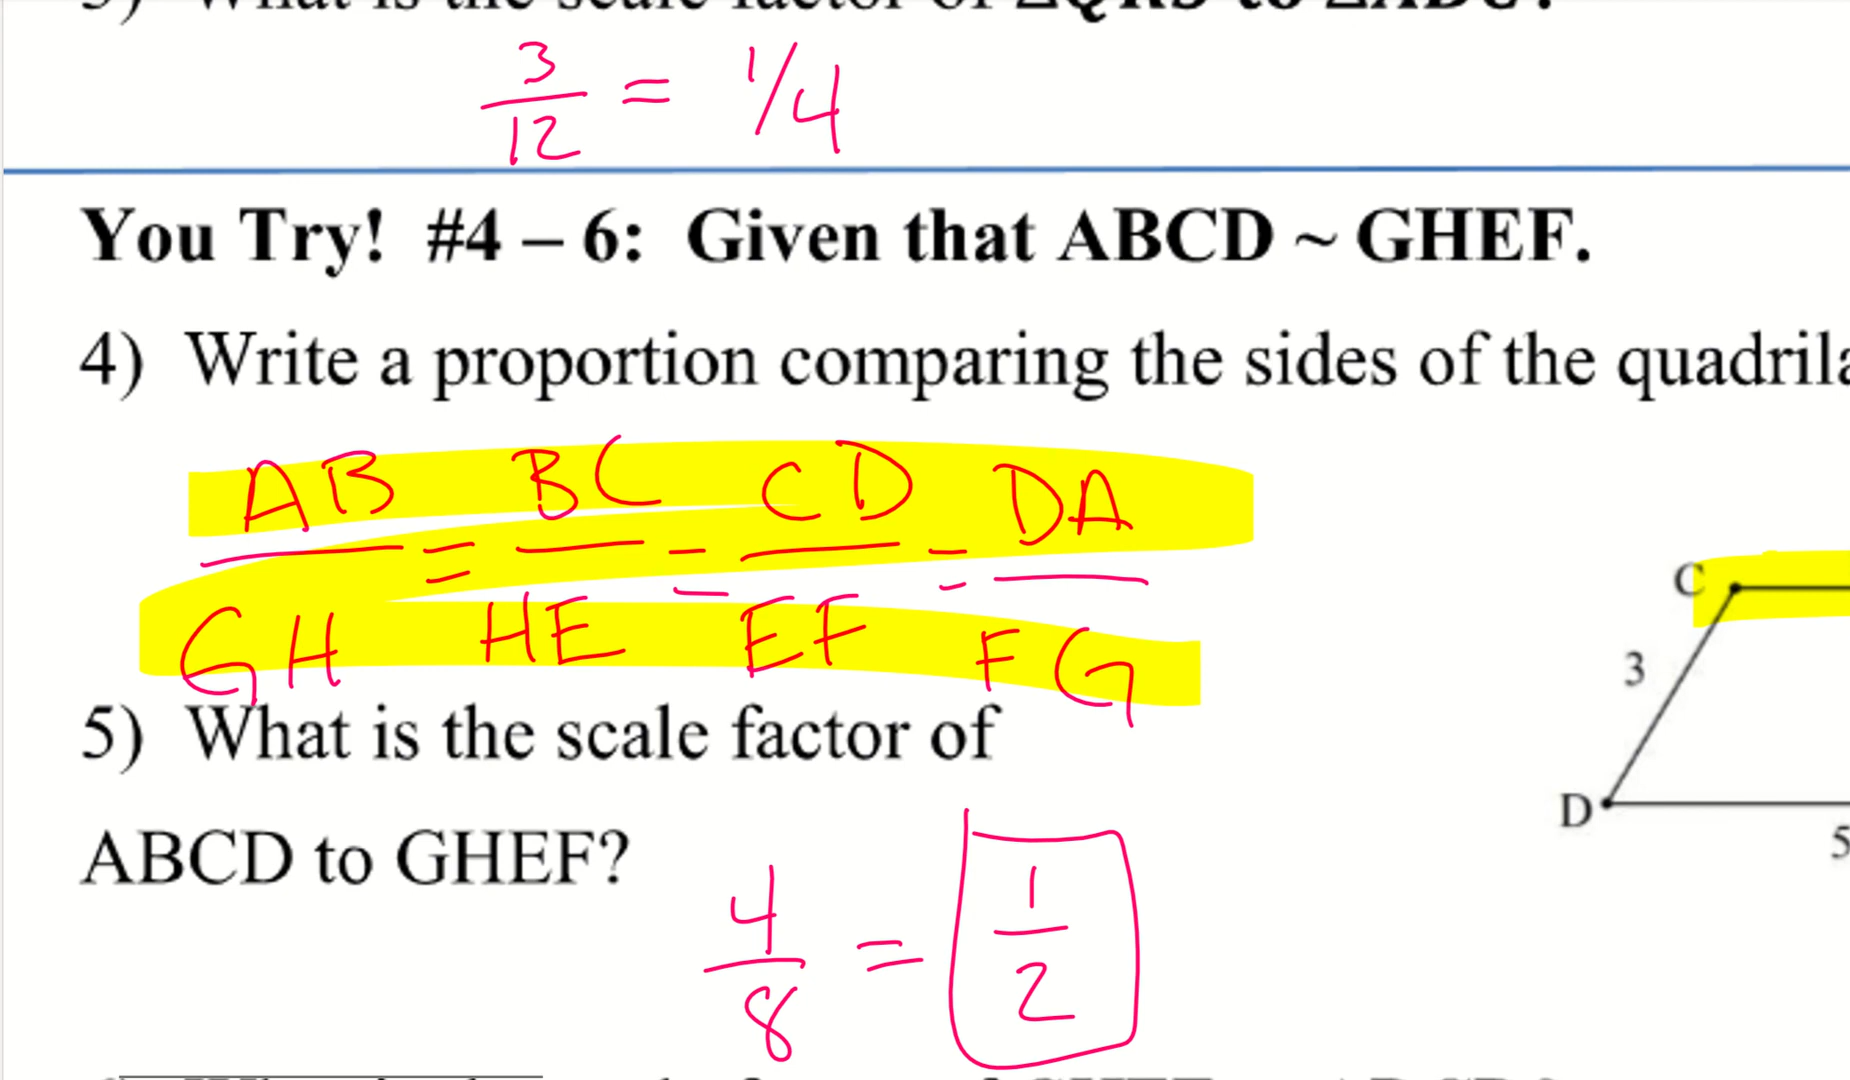 3/12 = 1/4
You Try! #4 – 6: Given that ABCD ~ GHEF.
4) Write a proportion comparing the sides of the
AB/GH = BC/HE = CD/EF = DA/FG
C
3
D
5
5) What is the scale factor of
ABCD to GHEF?
4/8 = 1/2